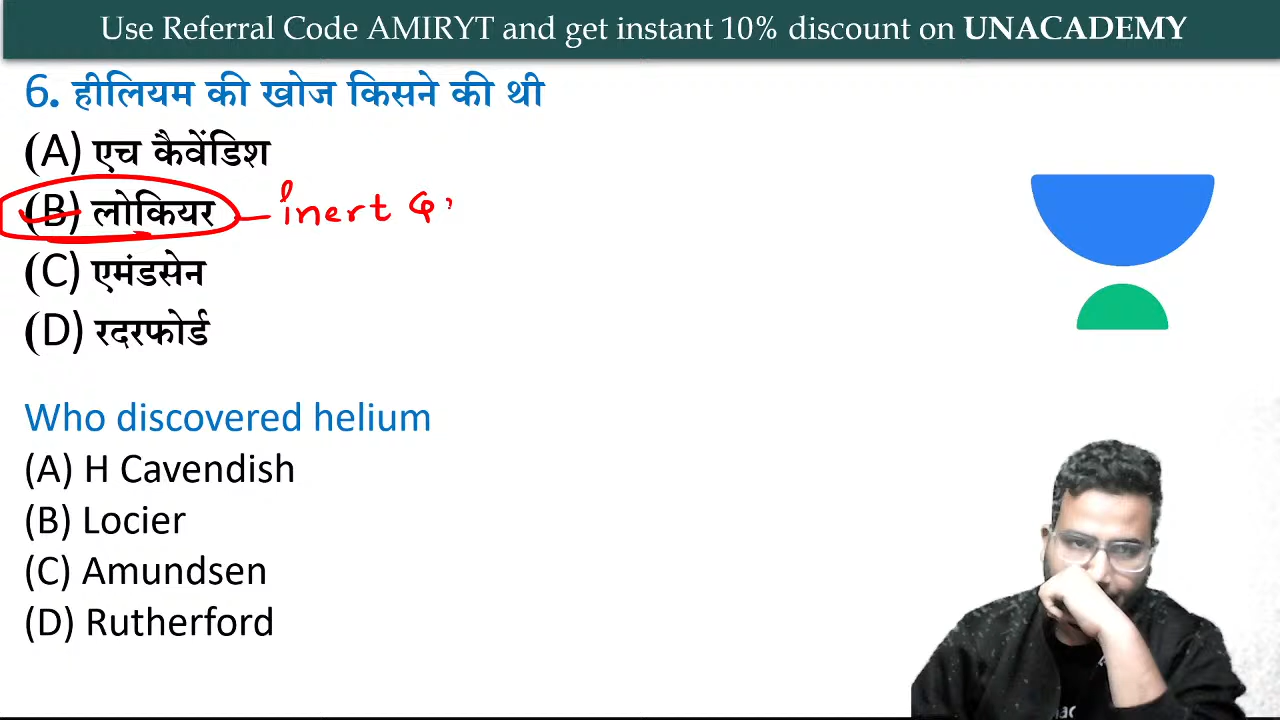 Use Referral Code AMIRYT and get instant 10% discount on UNACADEMY
6. हीलियम की खोज किसने की थी
(A) एच कैवेंडिश
(B) लोकियर inert G
(C) एमंडसेन
(D) रदरफोर्ड
Who discovered helium
(A) H Cavendish
(B) Locier
(C) Amundsen
(D) Rutherford